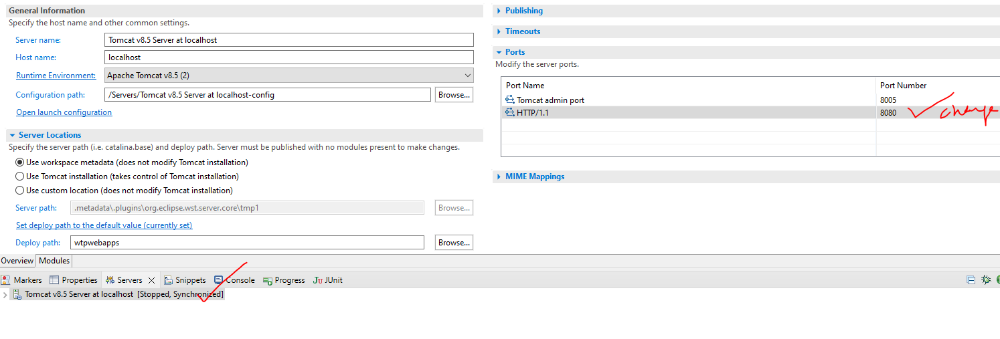 General Information
Specify the host name and other common settings.
Server name: Tomcat v8.5 Server at localhost
Host name: localhost
Runtime Environment: Apache Tomcat v8.5 (2)
Configuration path: /Servers/Tomcat v8.5 Server at localhost-config Browse...
Open launch configuration
Server Locations
Specify the server path (i.e. catalina.base) and deploy path. Server must be published with no modules present to make changes.
Use workspace metadata (does not modify Tomcat installation)
Use Tomcat installation (takes control of Tomcat installation)
Use custom location (does not modify Tomcat installation)
Server path: .metadata\.plugins\org.eclipse.wst.server.core\tmp1 Browse...
Set deploy path to the default value (currently set)
Deploy path: wtpwebapps Browse...
Publishing
Timeouts
Ports
Modify the server ports.
Port Name Port Number
Tomcat admin port 8005
HTTP/1.1 8080 change
MIME Mappings
Overview Modules
Markers Properties Servers Snippets Console Progress JUnit
Tomcat v8.5 Server at localhost [Stopped, Synchronized]